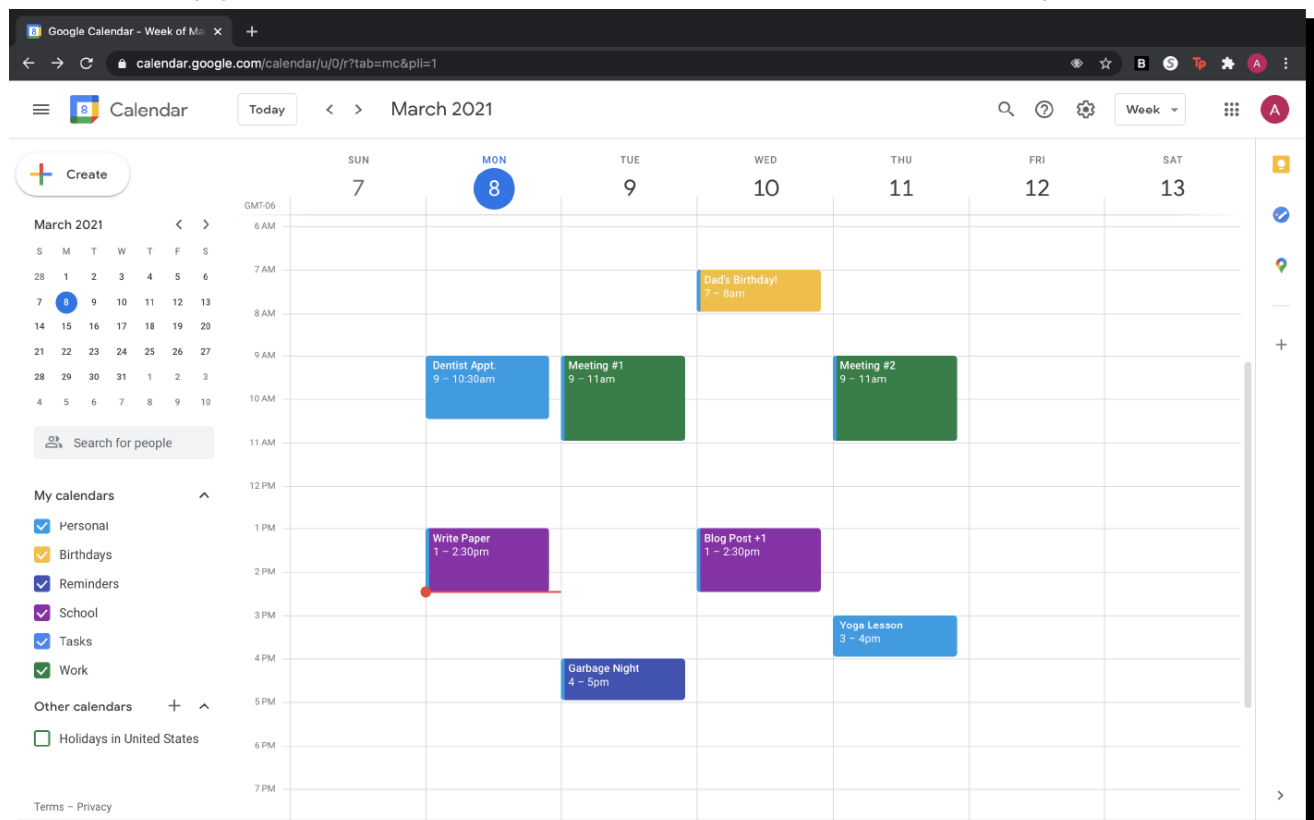 Google Calendar - Week of Ma
calendar.google.com/calendar/u/0/r?tab=mc&pli=1
B S Tp A
8 Calendar Today March 2021 Week A
Create
March 2021
S M T W T F S
28 1 2 3 4 5 6
7 8 9 10 11 12 13
14 15 16 17 18 19 20
21 22 23 24 25 26 27
28 29 30 31 1 2 3
4 5 6 7 8 9 10
Search for people
My calendars
Personal
Birthdays
Reminders
School
Tasks
Work
Other calendars
Holidays in United States
Terms – Privacy
SUN MON TUE WED THU FRI SAT
7 8 9 10 11 12 13
GMT-06
6 AM
7 AM
Dad's Birthday!
7 – 8am
8 AM
9 AM
Dentist Appt.
9 – 10:30am
Meeting #1
9 – 11am
Meeting #2
9 – 11am
10 AM
11 AM
12 PM
1 PM
Write Paper
1 – 2:30pm
Blog Post +1
1 – 2:30pm
2 PM
3 PM
Yoga Lesson
3 – 4pm
4 PM
Garbage Night
4 – 5pm
5 PM
6 PM
7 PM